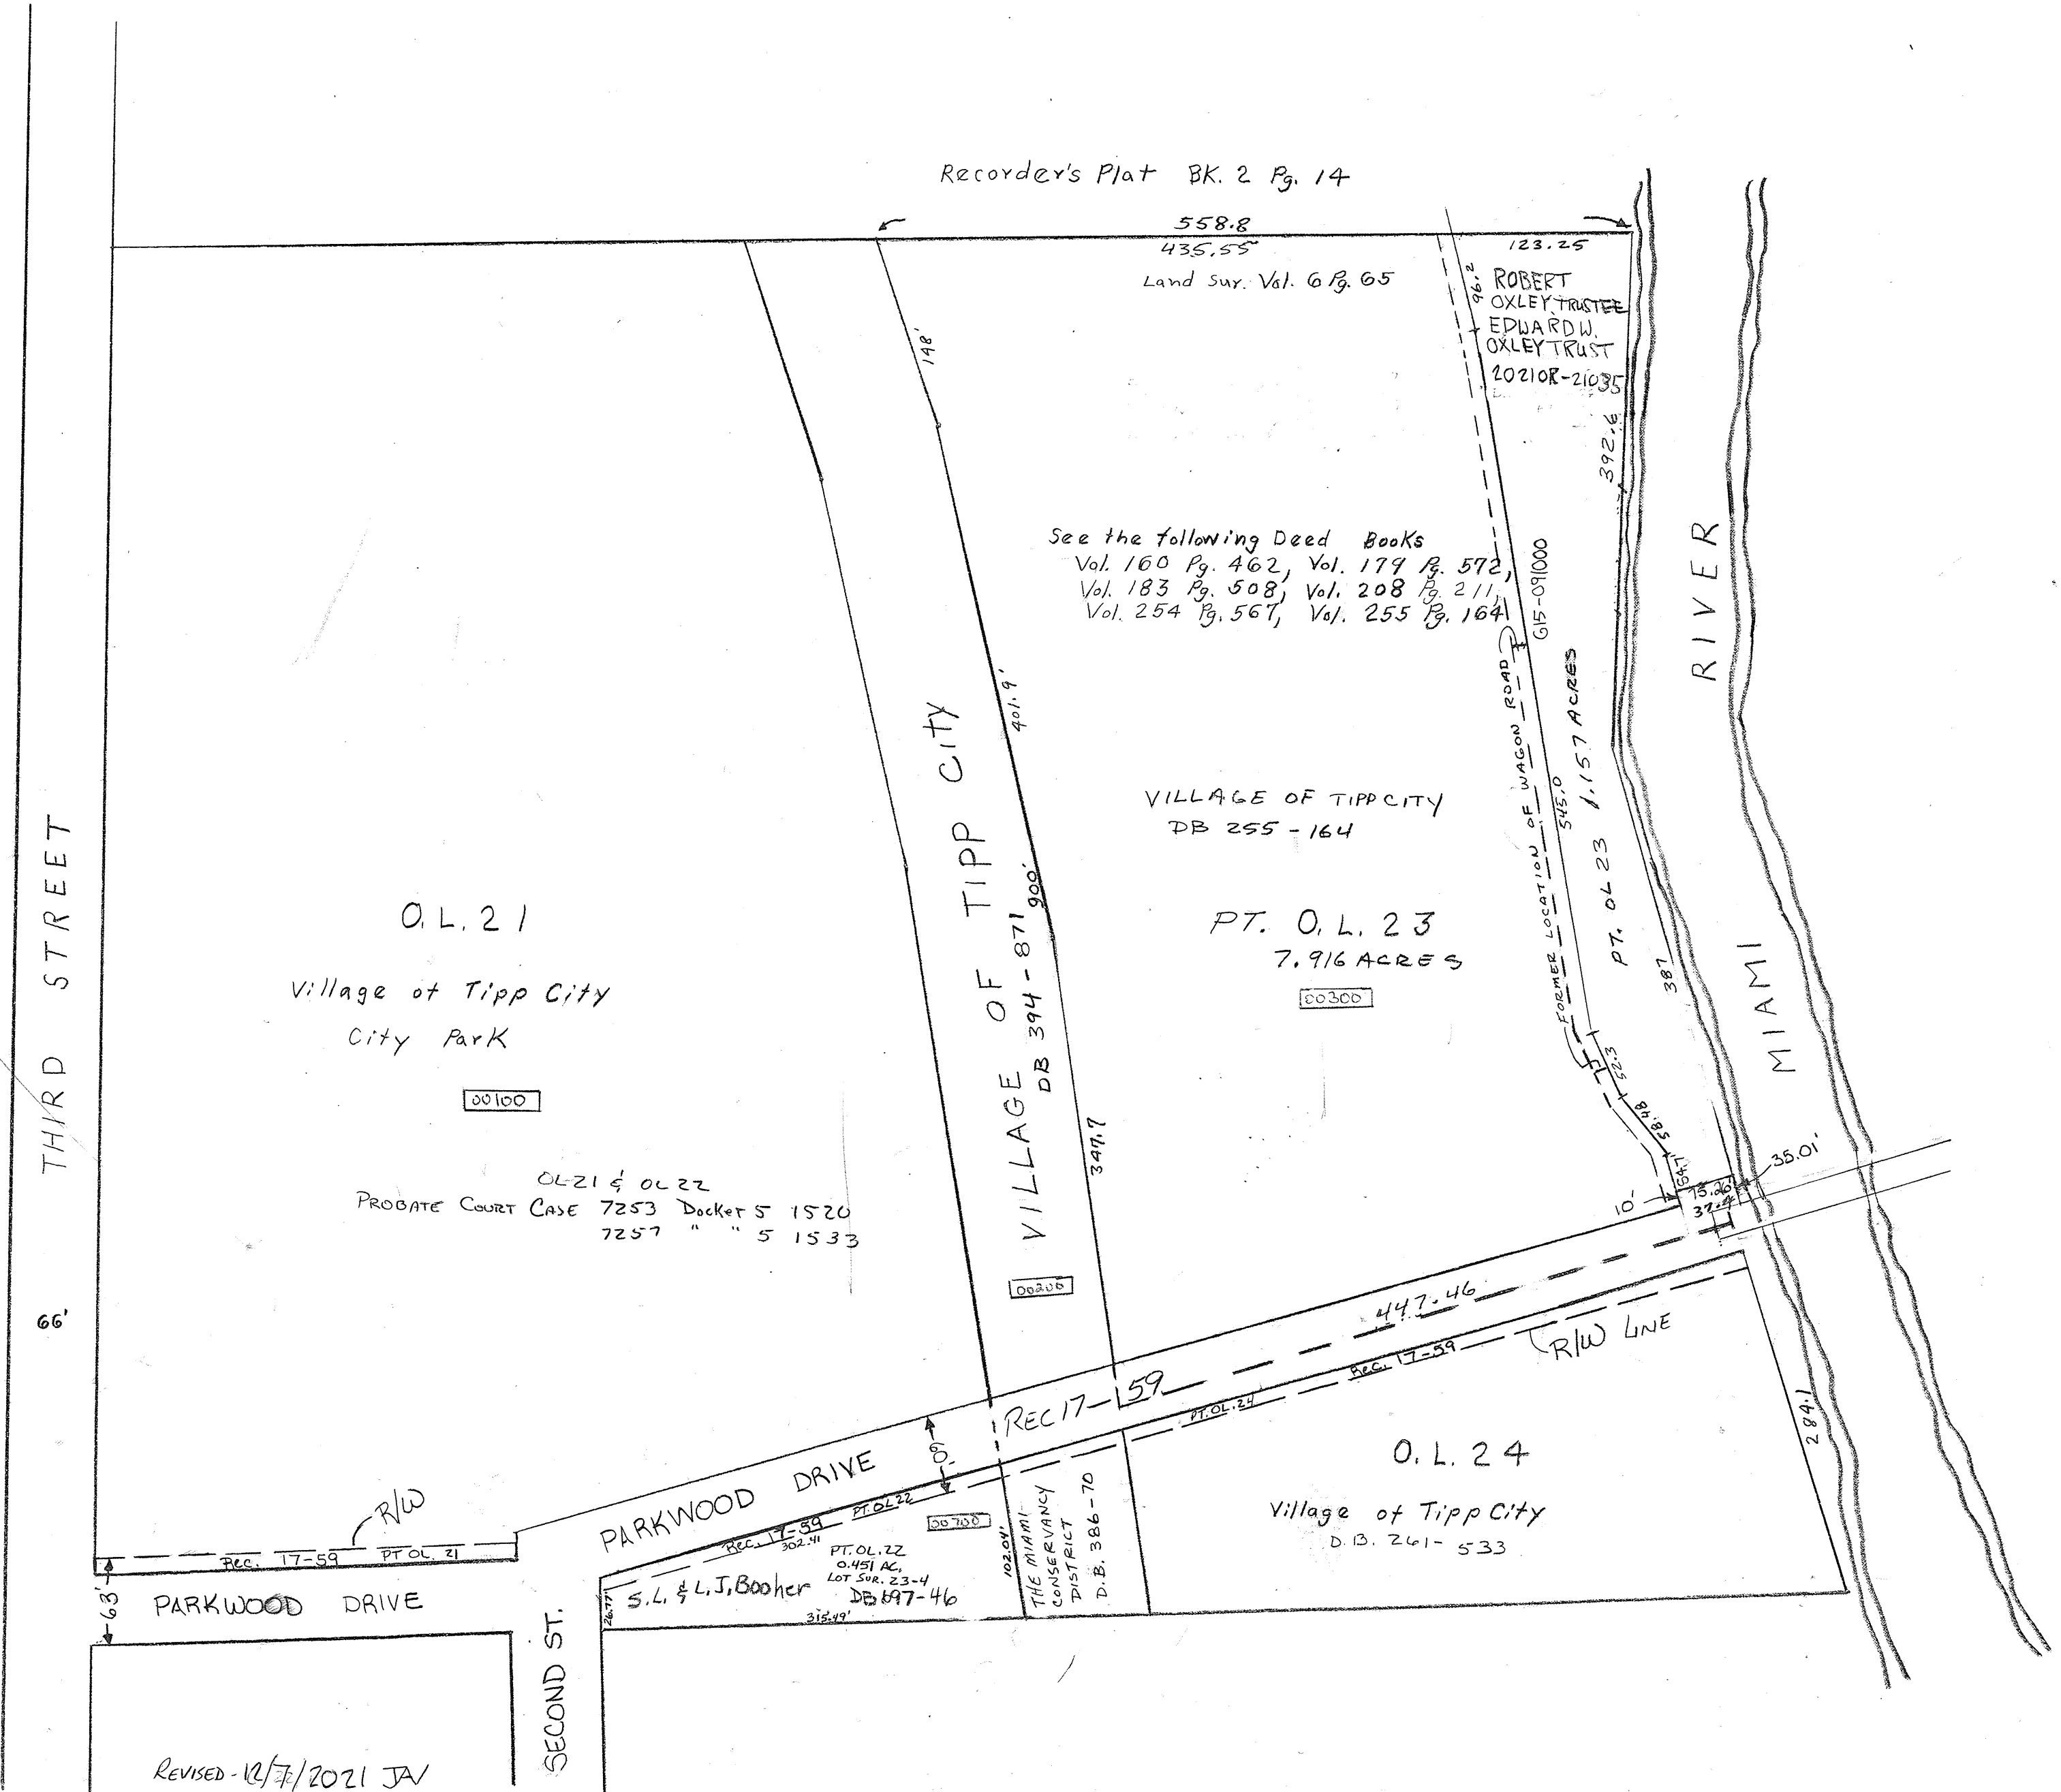 Recorder's Plat BK. 2 Pg. 14
558.8
435.55
123.25
Land Sur. Vol. 6 Pg. 65
96.2
ROBERT
OXLEY, TRUSTEE
EDWARD W.
OXLEY TRUST
2021OR-21035
148'
392.6
See the following Deed Books
Vol. 160 Pg. 462, Vol. 179 Pg. 572,
Vol. 183 Pg. 508, Vol. 208 Pg. 211,
Vol. 254 Pg. 567, Vol. 255 Pg. 164
G15-091000
401.9'
FORMER LOCATION OF WAGON ROAD
545.0
PT. OL 23 1.157 ACRES
387
MIAMI RIVER
VILLAGE OF TIPP CITY
DB 255-164
PT. O.L. 23
7.916 ACRES
00300
VILLAGE OF TIPP City
DB 394-871
900'
347.7
00200
THIRD STREET
66'
O.L. 21
Village of Tipp City
City Park
00100
OL21 & OL22
PROBATE COURT CASE 7253 Docket 5 1520
7257 " " 5 1533
52.3
58.48
10'
35.01'
447.46
REC 17-59
Rec. 17-59
R/W LINE
PT. OL. 24
284.1
O.L. 24
Village of Tipp City
D.B. 261-533
PARKWOOD DRIVE
60'
Rec. 17-59
PT. OL 22
302.41
00700
PT. OL. 22
0.451 AC.
LOT SUR. 23-4
S.L. & L.J. Booher
DB 697-46
26.77'
315.49'
102.04'
THE MIAMI
CONSERVANCY
DISTRICT
D.B. 386-70
R/W
Rec. 17-59 PT OL. 21
63'
PARKWOOD DRIVE
SECOND ST.
REVISED-12/7/2021 JAV